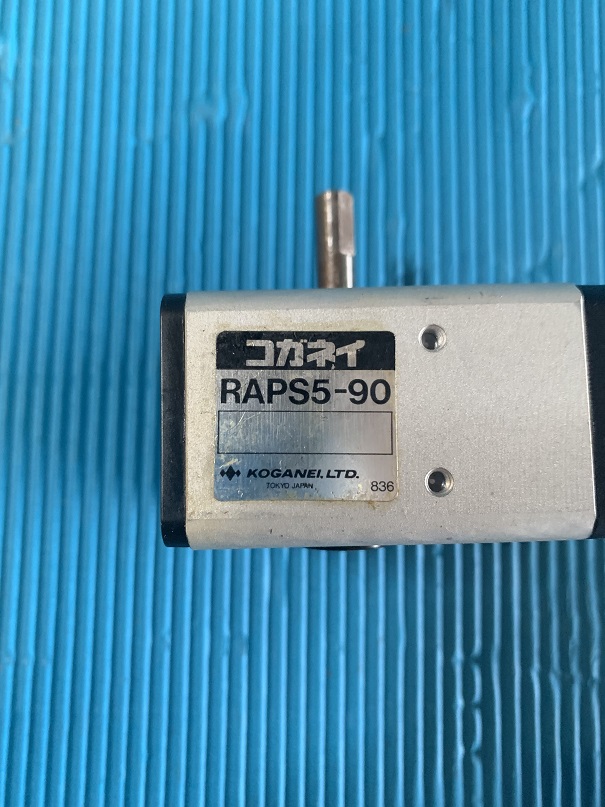 コガネイ
RAPS5-90
KOGANEI, LTD.
TOKYO JAPAN
836